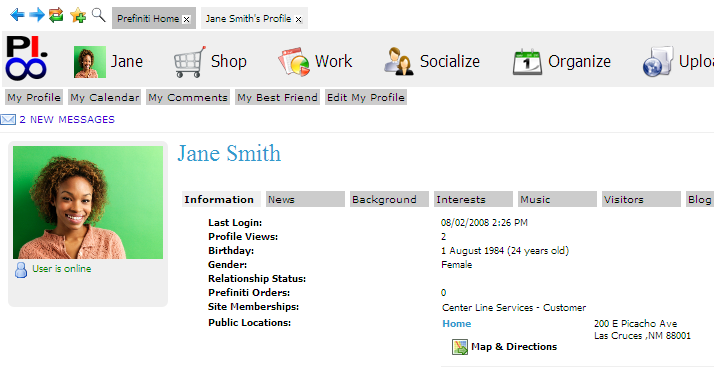 Prefiniti Home x Jane Smith's Profile x
PI.
Jane Shop Work Socialize 1 Organize Uploa
My Profile My Calendar My Comments My Best Friend Edit My Profile
2 NEW MESSAGES
Jane Smith
Information News Background Interests Music Visitors Blog
Last Login: 08/02/2008 2:26 PM
Profile Views: 2
Birthday: 1 August 1984 (24 years old)
User is online
Gender: Female
Relationship Status:
Prefiniti Orders: 0
Site Memberships: Center Line Services - Customer
Public Locations: Home 200 E Picacho Ave
Las Cruces ,NM 88001
Map & Directions